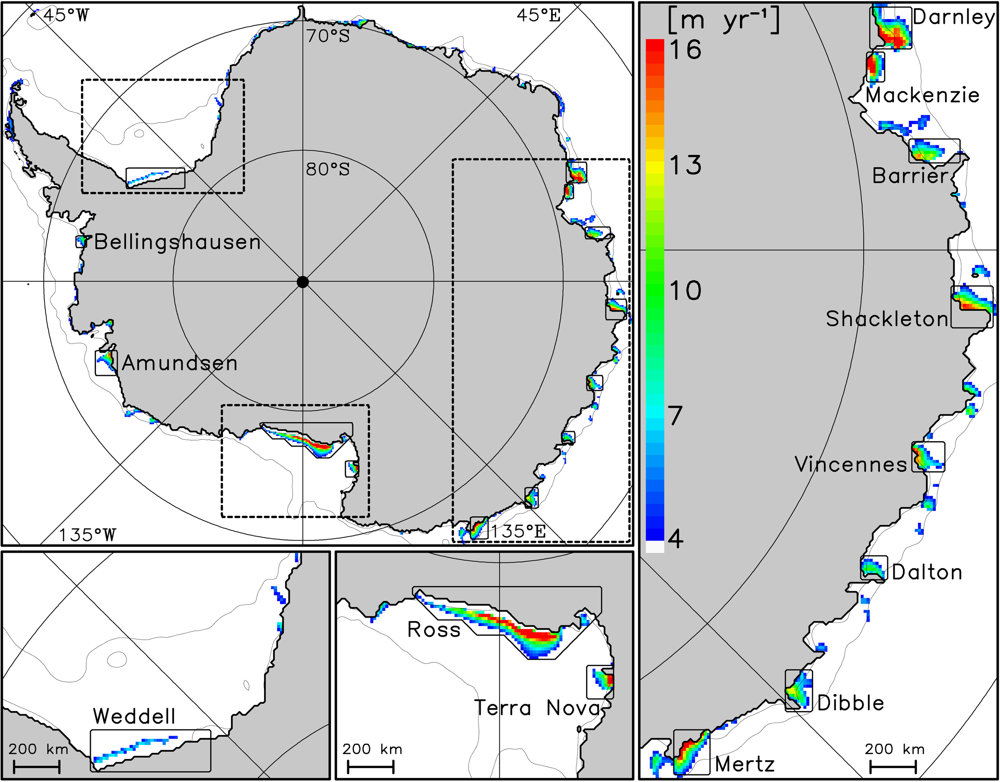 45°W
45°E
70°S
80°S
Bellingshausen
Amundsen
135°W
135°E
Weddell
200 km
Ross
Terra Nova
200 km
[m yr⁻¹]
16
13
10
7
4
Darnley
Mackenzie
Barrier
Shackleton
Vincennes
Dalton
Dibble
Mertz
200 km